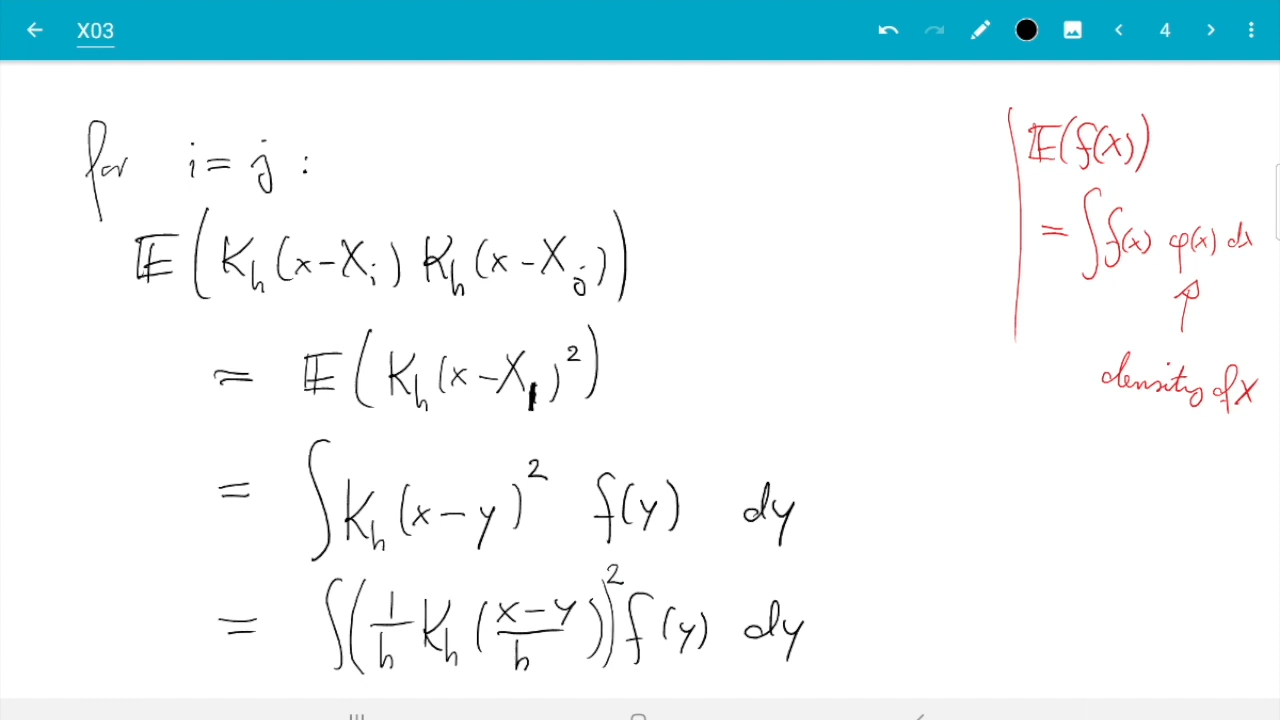 X03
4
for i = j :
𝔼(K_h(x−X_i) K_h(x−X_j))
= 𝔼(K_h(x−X_1)²)
= ∫ K_h(x−y)² f(y) dy
= ∫ (1/h K_h((x−y)/h))² f(y) dy
𝔼(f(X))
= ∫ f(x) φ(x) dx
↑
density of X